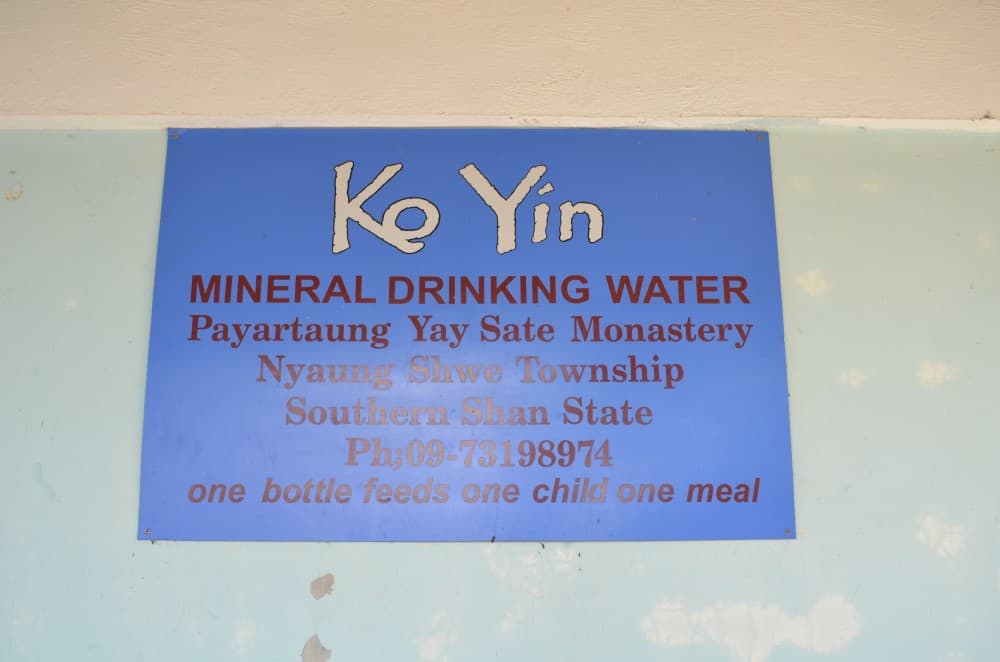 Ko Yin
MINERAL DRINKING WATER
Payartaung Yay Sate Monastery
Nyaung Shwe Township
Southern Shan State
Ph;09-73198974
one bottle feeds one child one meal